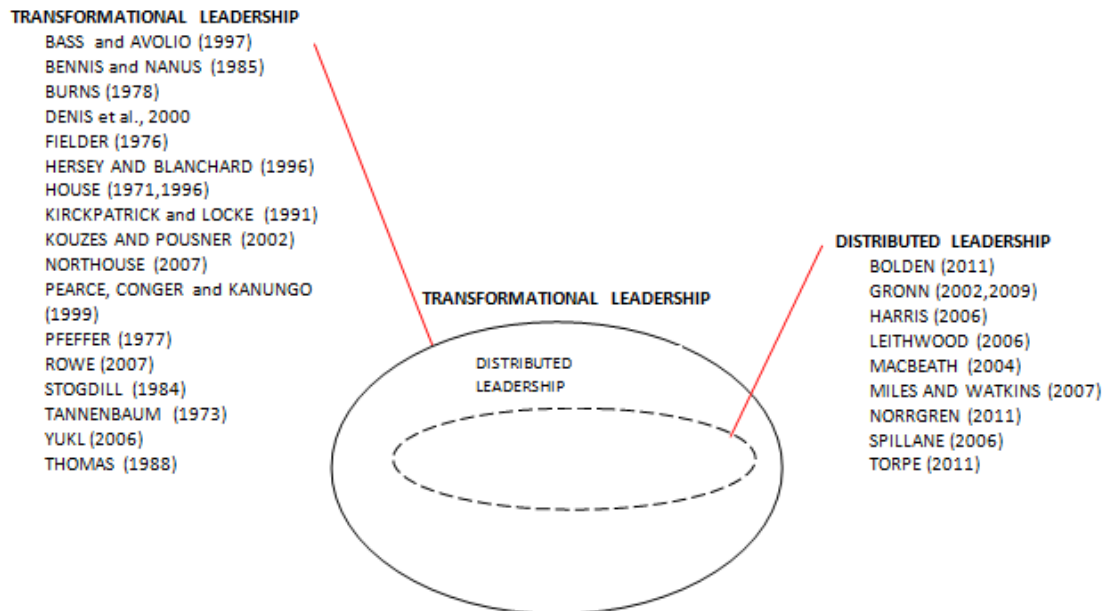 TRANSFORMATIONAL LEADERSHIP
BASS and AVOLIO (1997)
BENNIS and NANUS (1985)
BURNS (1978)
DENIS et al., 2000
FIELDER (1976)
HERSEY AND BLANCHARD (1996)
HOUSE (1971,1996)
KIRCKPATRICK and LOCKE (1991)
KOUZES AND POUSNER (2002)
NORTHOUSE (2007)
PEARCE, CONGER and KANUNGO
(1999)
PFEFFER (1977)
ROWE (2007)
STOGDILL (1984)
TANNENBAUM (1973)
YUKL (2006)
THOMAS (1988)
TRANSFORMATIONAL LEADERSHIP
DISTRIBUTED
LEADERSHIP
DISTRIBUTED LEADERSHIP
BOLDEN (2011)
GRONN (2002,2009)
HARRIS (2006)
LEITHWOOD (2006)
MACBEATH (2004)
MILES AND WATKINS (2007)
NORRGREN (2011)
SPILLANE (2006)
TORPE (2011)